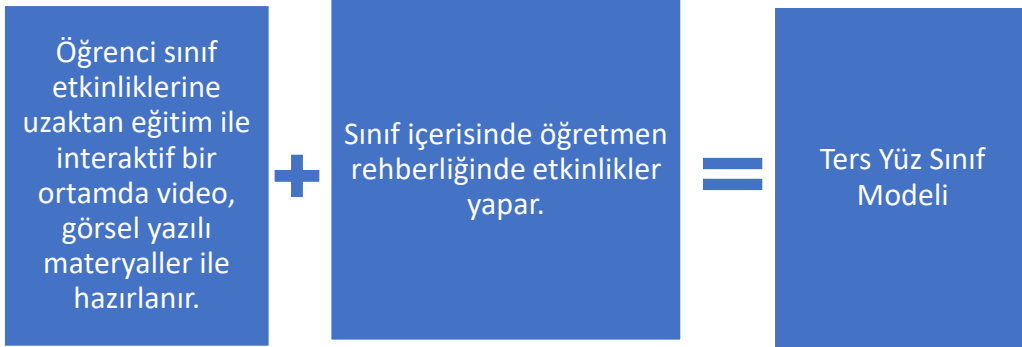 Öğrenci sınıf
etkinliklerine
uzaktan eğitim ile
interaktif bir
ortamda video,
görsel yazılı
materyaller ile
hazırlanır.
+
Sınıf içerisinde öğretmen
rehberliğinde etkinlikler
yapar.
=
Ters Yüz Sınıf
Modeli